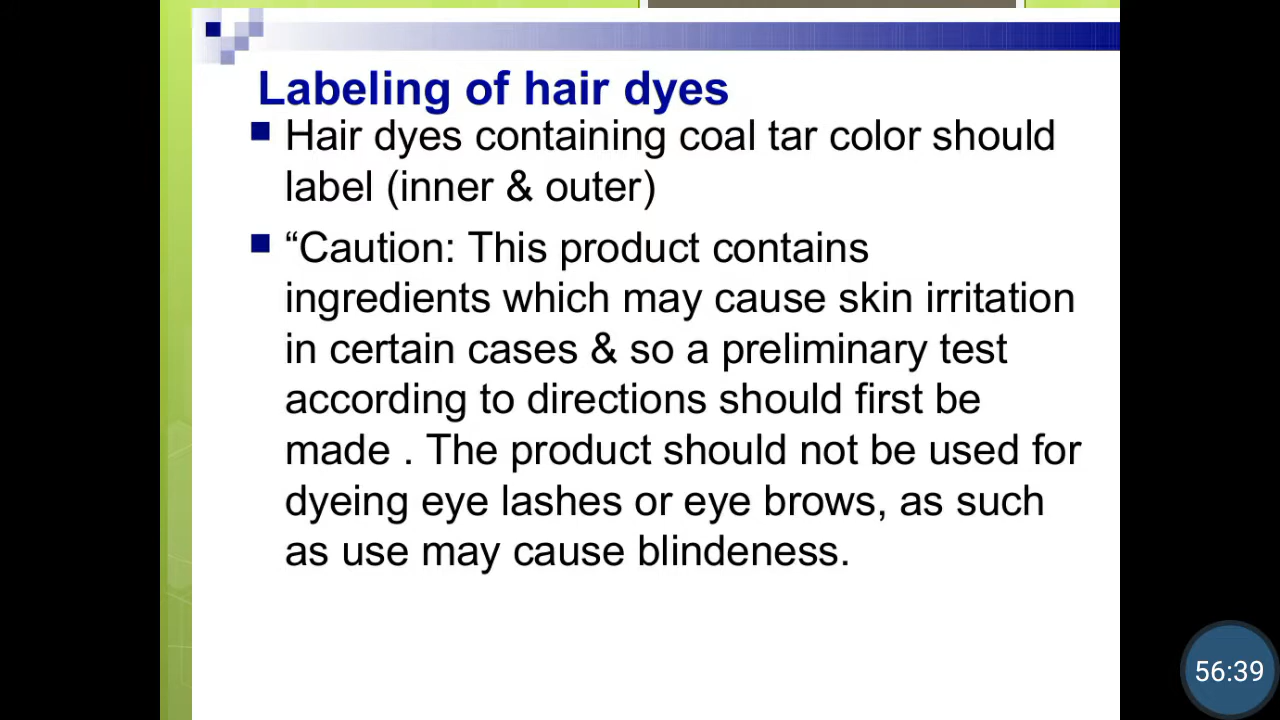 Labeling of hair dyes
Hair dyes containing coal tar color should
label (inner & outer)
“Caution: This product contains
ingredients which may cause skin irritation
in certain cases & so a preliminary test
according to directions should first be
made . The product should not be used for
dyeing eye lashes or eye brows, as such
as use may cause blindeness.
56:39